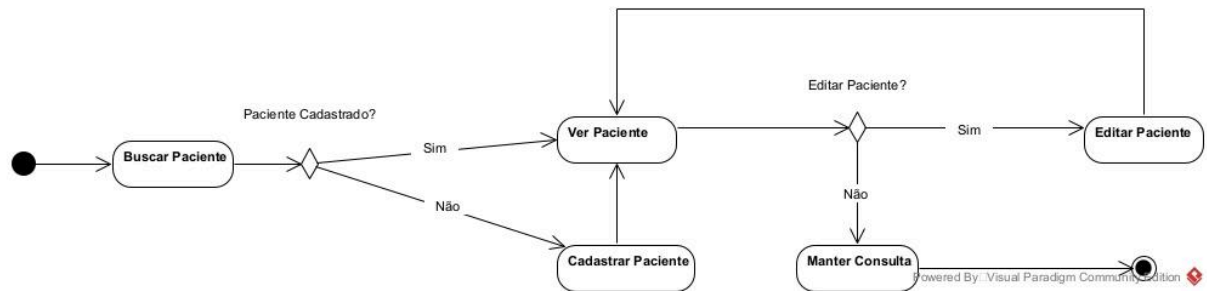 Editar Paciente?
Paciente Cadastrado?
Buscar Paciente
Sim
Ver Paciente
Sim
Editar Paciente
Não
Não
Cadastrar Paciente
Manter Consulta
Powered By Visual Paradigm Community Edition